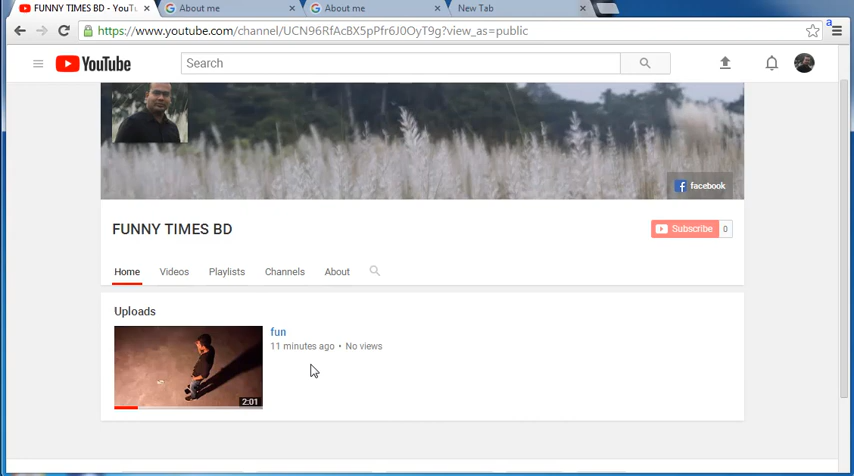 FUNNY TIMES BD - YouTu
About me
About me
New Tab
https://www.youtube.com/channel/UCN96RfAcBX5pPfr6J0OyT9g?view_as=public
a
YouTube
Search
facebook
FUNNY TIMES BD
Subscribe 0
Home Videos Playlists Channels About
Uploads
fun
11 minutes ago • No views
2:01